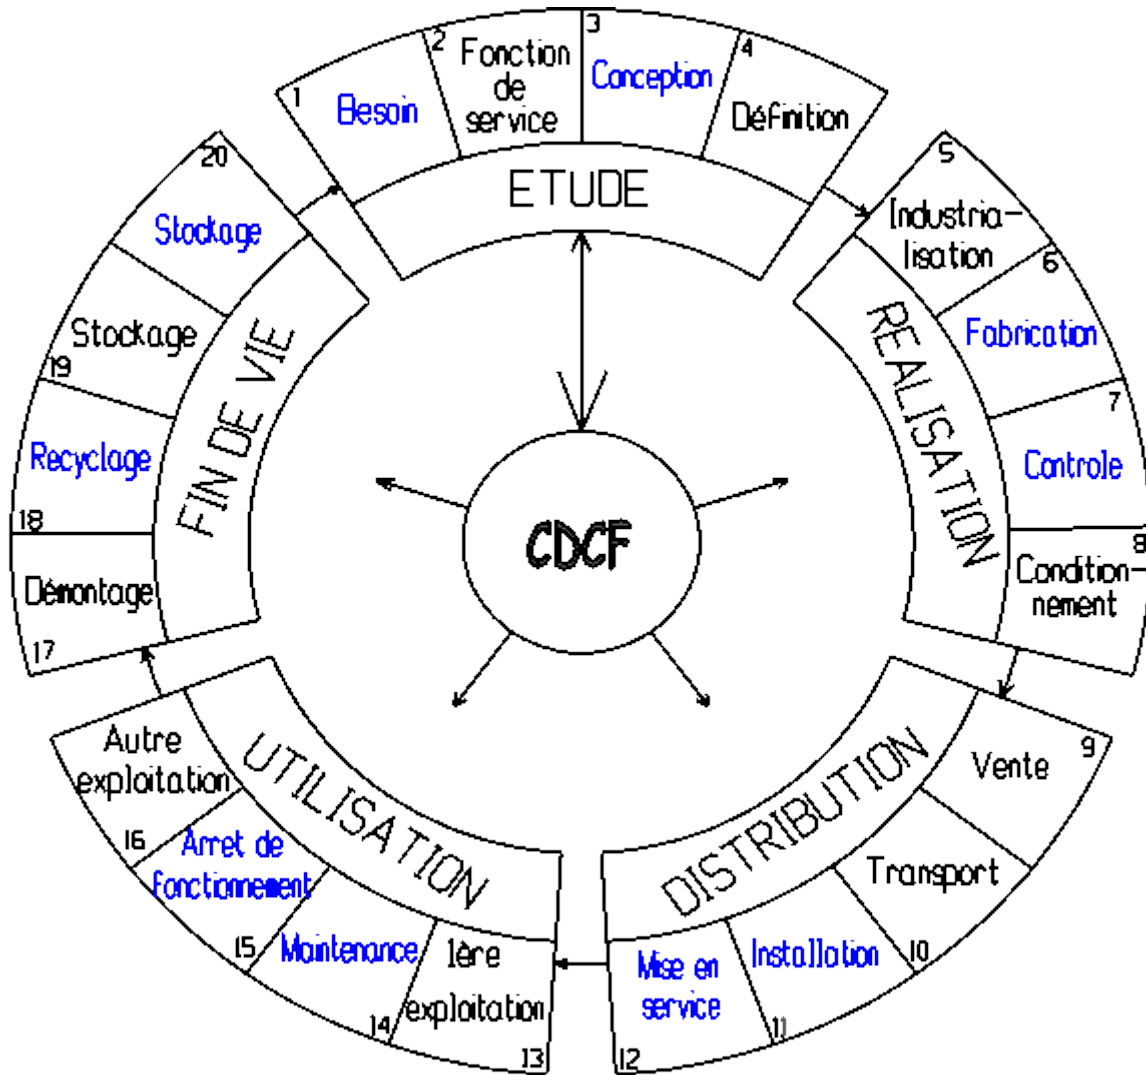 1
Besoin
2
Fonction
de
service
3
Conception
4
Définition
ETUDE
5
Industria-
lisation
6
Fabrication
7
Controle
8
Condition-
nement
REALISATION
9
Vente
10
Transport
11
Installation
12
Mise en
service
DISTRIBUTION
13
1ère
exploitation
14
Maintenance
15
Arret de
fonctionnement
16
Autre
exploitation
UTILISATION
17
Démontage
18
Recyclage
19
Stockage
20
Stockage
FIN DE VIE
CDCF